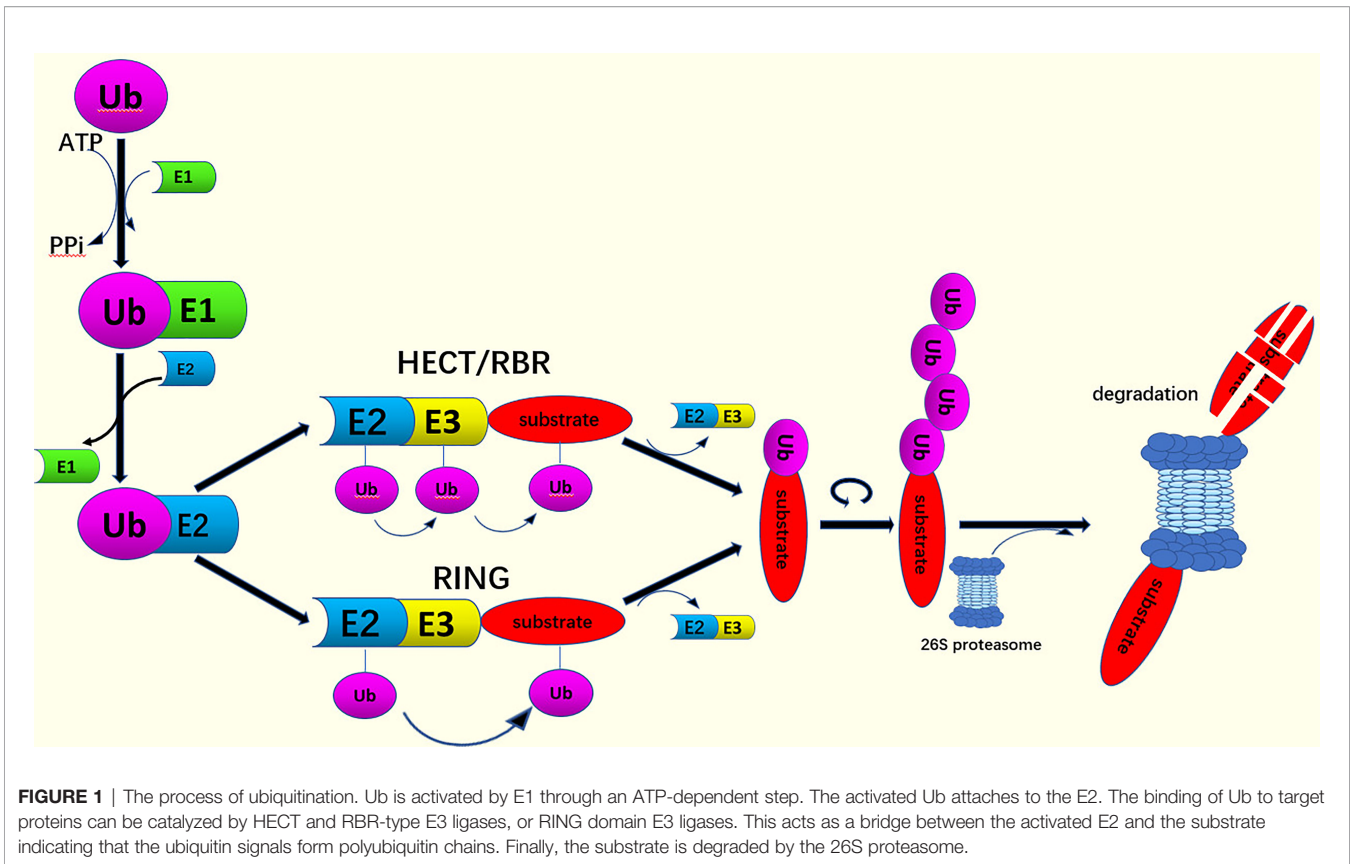 Ub
ATP
E1
PPi
Ub E1
E2
E1
Ub E2
HECT/RBR
E2 E3 substrate
Ub Ub Ub
E2 E3
RING
E2 E3 substrate
Ub Ub
E2 E3
Ub
substrate
Ub
Ub
Ub
Ub
substrate
26S proteasome
degradation
substrate
substrate
FIGURE 1 | The process of ubiquitination. Ub is activated by E1 through an ATP-dependent step. The activated Ub attaches to the E2. The binding of Ub to target
proteins can be catalyzed by HECT and RBR-type E3 ligases, or RING domain E3 ligases. This acts as a bridge between the activated E2 and the substrate
indicating that the ubiquitin signals form polyubiquitin chains. Finally, the substrate is degraded by the 26S proteasome.